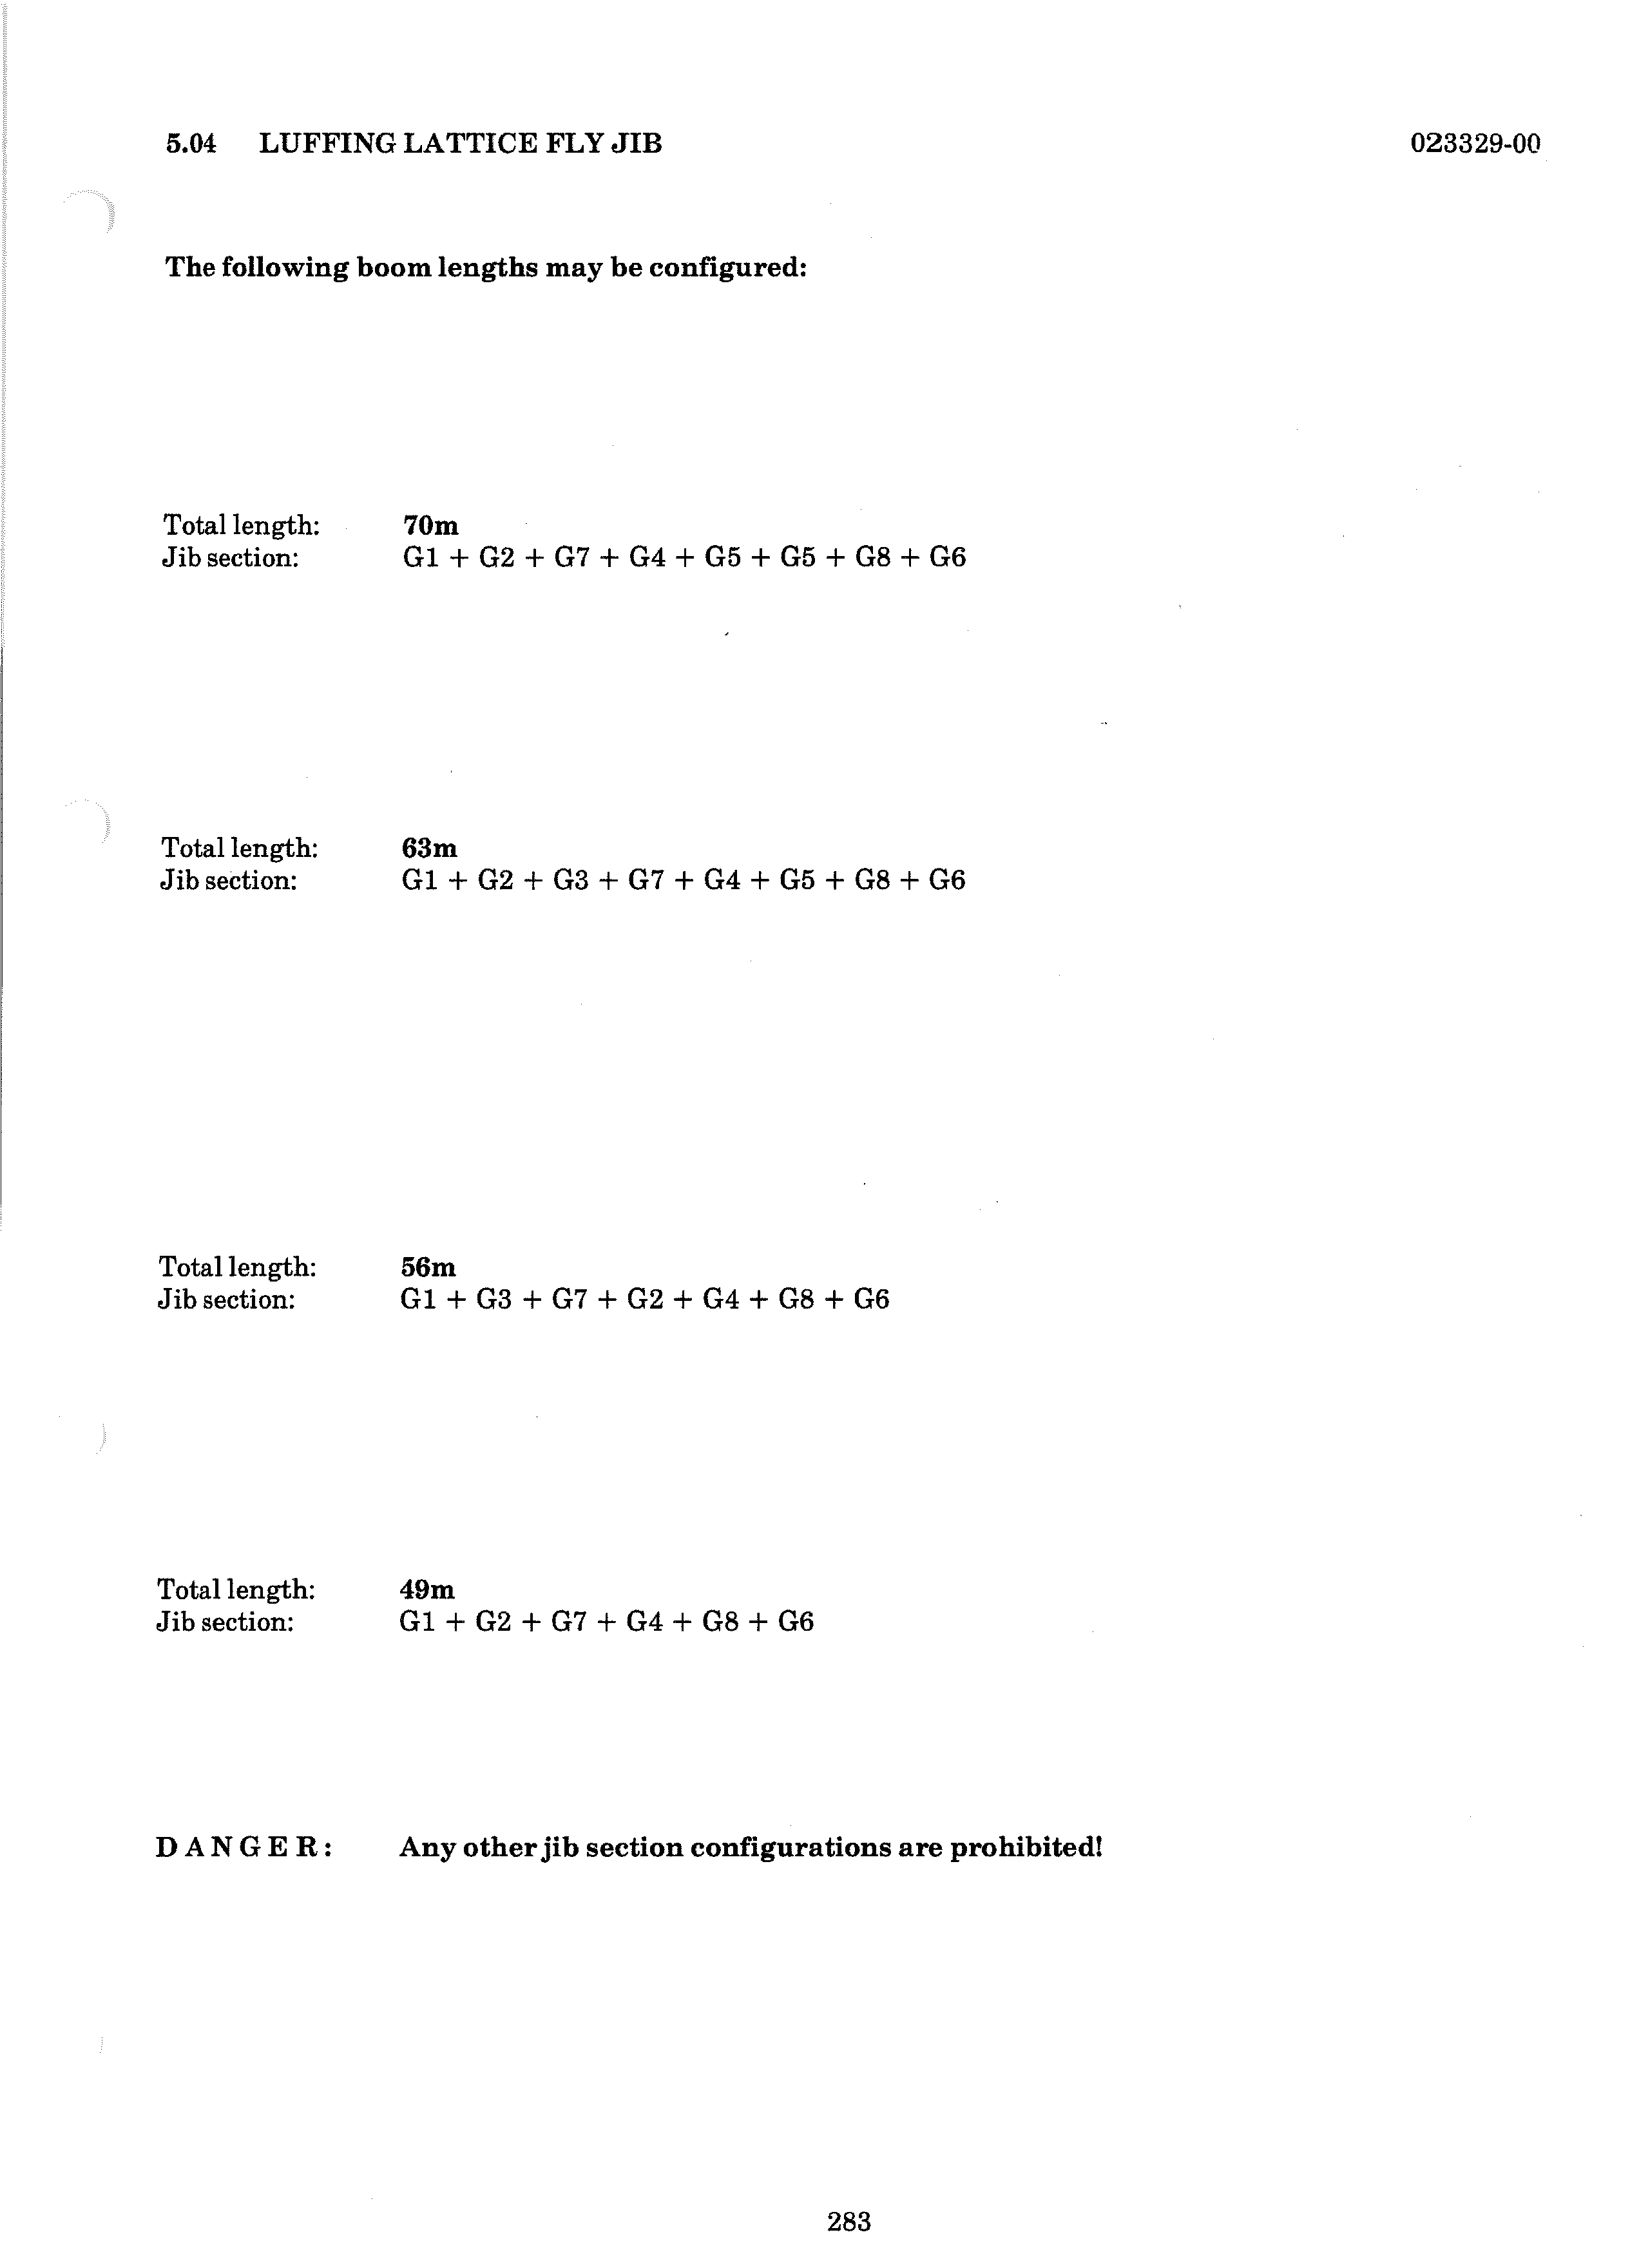 5.04 LUFFING LATTICE FLY JIB 023329-00
The following boom lengths may be configured:
Total length: 70m
Jib section: G1 + G2 + G7 + G4 + G5 + G5 + G8 + G6
Total length: 63m
Jib section: G1 + G2 + G3 + G7 + G4 + G5 + G8 + G6
Total length: 56m
Jib section: G1 + G3 + G7 + G2 + G4 + G8 + G6
Total length: 49m
Jib section: G1 + G2 + G7 + G4 + G8 + G6
D A N G E R : Any other jib section configurations are prohibited!
283